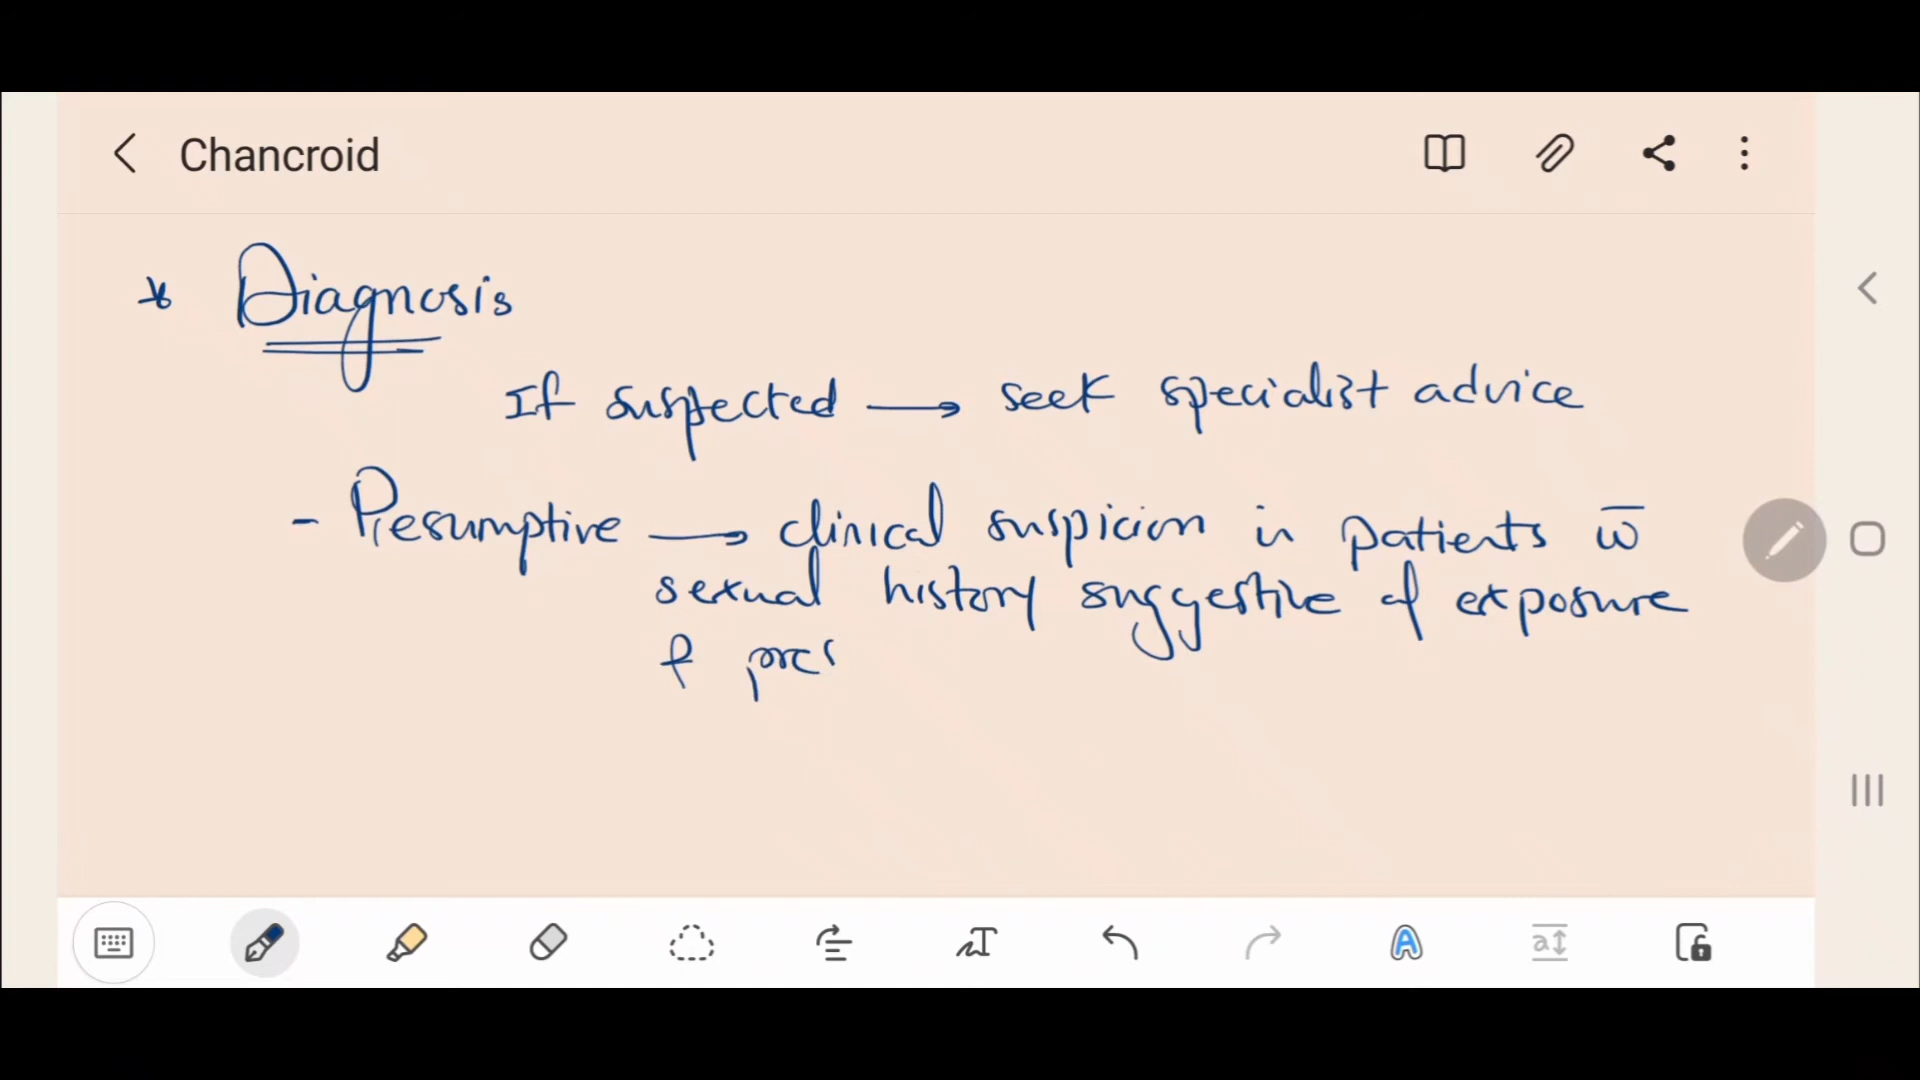 Chancroid
* Diagnosis
If suspected → seek specialist advice
- Presumptive → clinical suspicion in patients w̄
sexual history suggestive of exposure